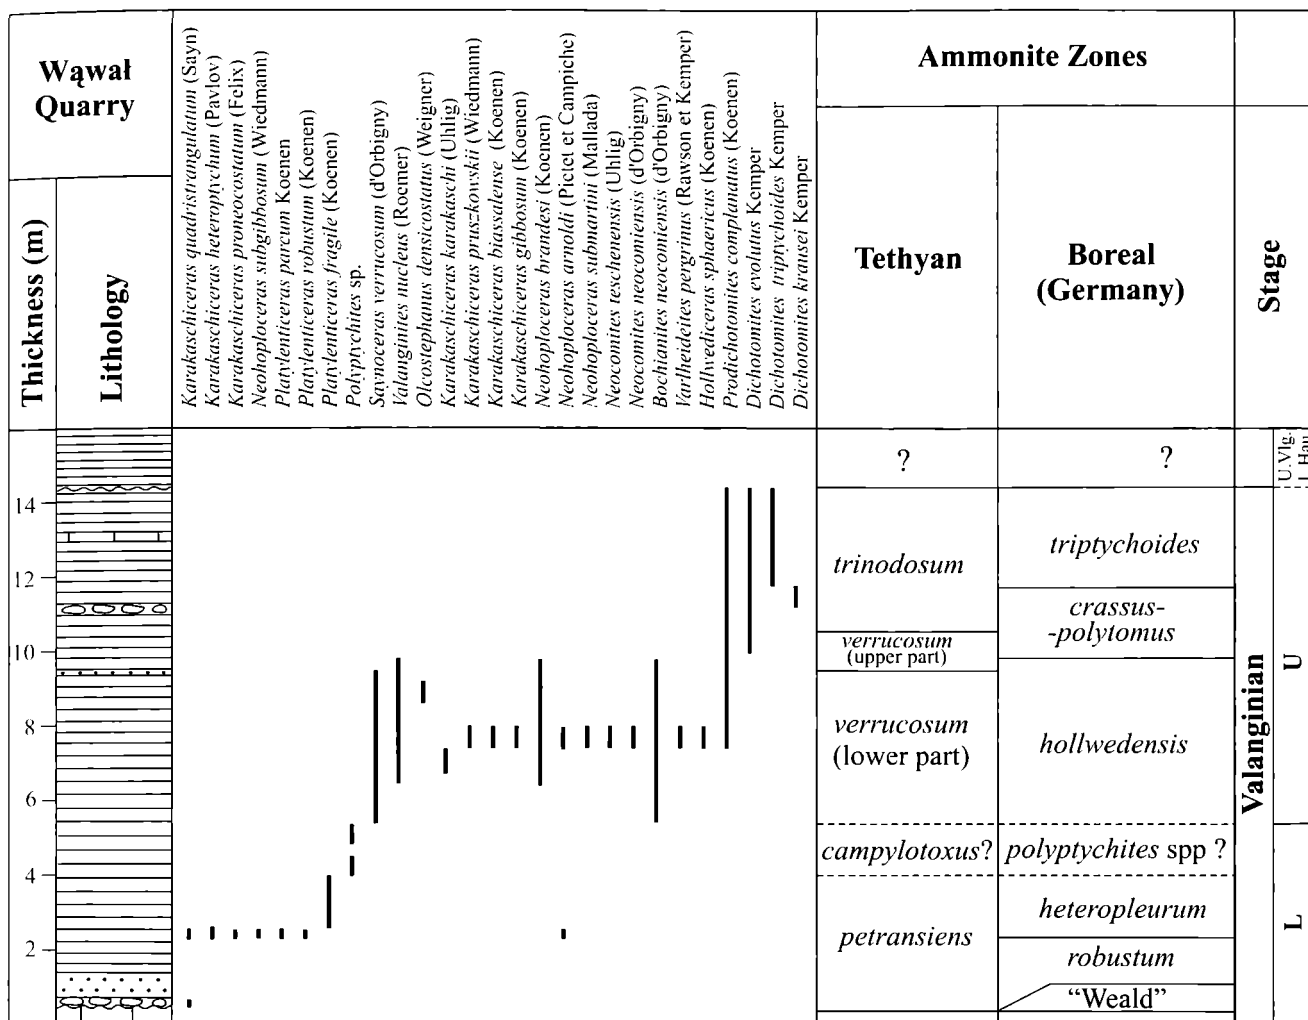 Wąwał
Quarry
Thickness (m)
Lithology
Karakaschiceras quadristrangulatum (Sayn)
Karakaschiceras heteroptychum (Pavlov)
Karakaschiceras proneocostatum (Felix)
Neohoploceras subgibbosum (Wiedmann)
Platylenticeras parcum Koenen
Platylenticeras robustum (Koenen)
Platylenticeras fragile (Koenen)
Polyptychites sp.
Saynoceras verrucosum (d'Orbigny)
Valanginites nucleus (Roemer)
Olcostephanus densicostatus (Weigner)
Karakaschiceras karakaschi (Uhlig)
Karakaschiceras pruszkowskii (Wiedmann)
Karakaschiceras biassalense (Koenen)
Karakaschiceras gibbosum (Koenen)
Neohoploceras brandesi (Koenen)
Neohoploceras arnoldi (Pictet et Campiche)
Neohoploceras submartini (Mallada)
Neocomites teschenensis (Uhlig)
Neocomites neocomiensis (d'Orbigny)
Bochianites neocomiensis (d'Orbigny)
Varlheideites pergrinus (Rawson et Kemper)
Hollwediceras sphaericus (Koenen)
Prodichotomites complanatus (Koenen)
Dichotomites evolutus Kemper
Dichotomites triptychoides Kemper
Dichotomites krausei Kemper
Ammonite Zones
Tethyan
Boreal
(Germany)
Stage
14
12
10
8
6
4
2
?
trinodosum
verrucosum
(upper part)
verrucosum
(lower part)
campylotoxus?
petransiens
?
triptychoides
crassus-
-polytomus
hollwedensis
polyptychites spp ?
heteropleurum
robustum
“Weald”
U.Vlg.
Valanginian
U
L